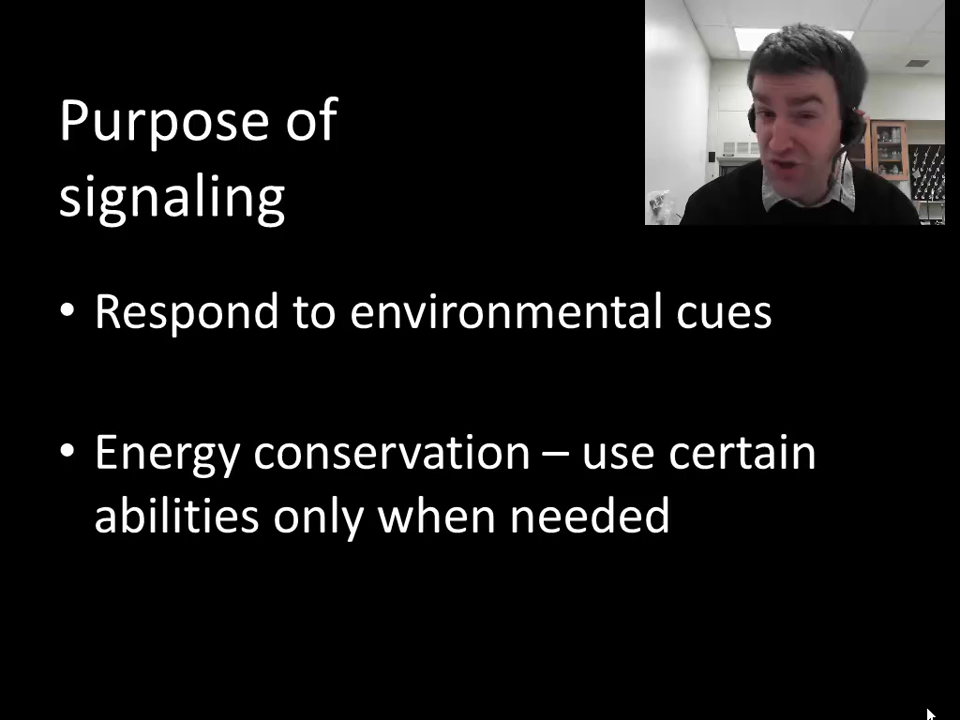 Purpose of
signaling
• Respond to environmental cues
• Energy conservation – use certain
abilities only when needed